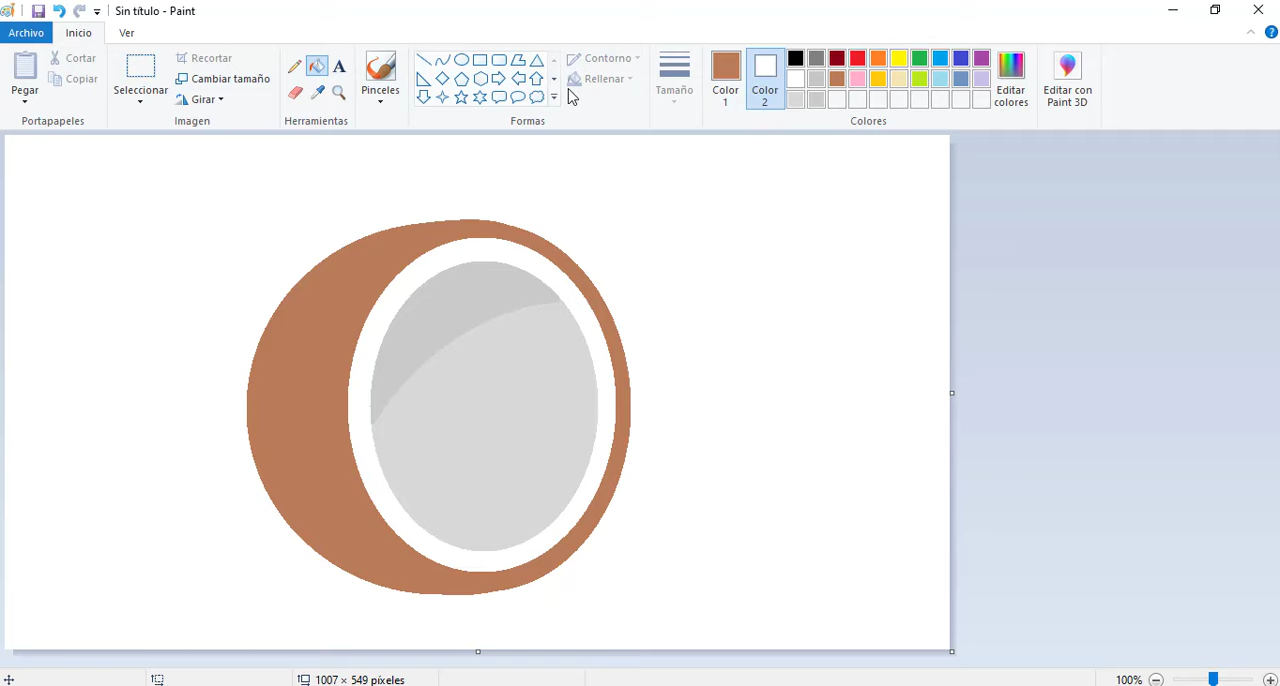 Sin título - Paint
Archivo
Inicio
Ver
Pegar
Cortar
Copiar
Portapapeles
Seleccionar
Recortar
Cambiar tamaño
Girar
Imagen
A
Herramientas
Pinceles
Contorno
Rellenar
Formas
Tamaño
Color
1
Color
2
Editar
colores
Colores
Editar con
Paint 3D
1007 × 549 píxeles
100%